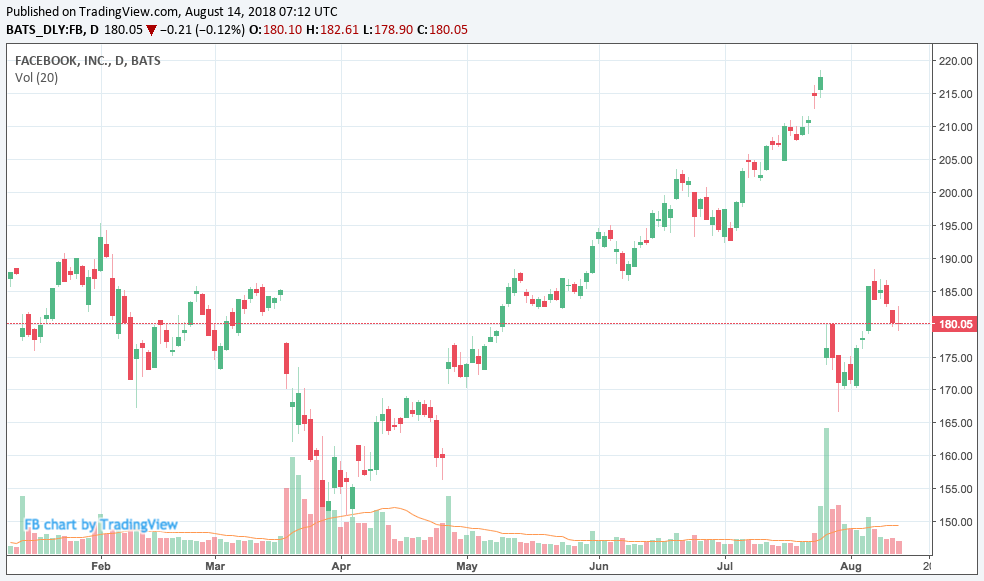 Published on TradingView.com, August 14, 2018 07:12 UTC
BATS_DLY:FB, D 180.05 ▼ −0.21 (−0.12%) O:180.10 H:182.61 L:178.90 C:180.05
FACEBOOK, INC., D, BATS
Vol (20)
220.00
215.00
210.00
205.00
200.00
195.00
190.00
185.00
180.05
175.00
170.00
165.00
160.00
155.00
150.00
FB chart by TradingView
Feb Mar Apr May Jun Jul Aug